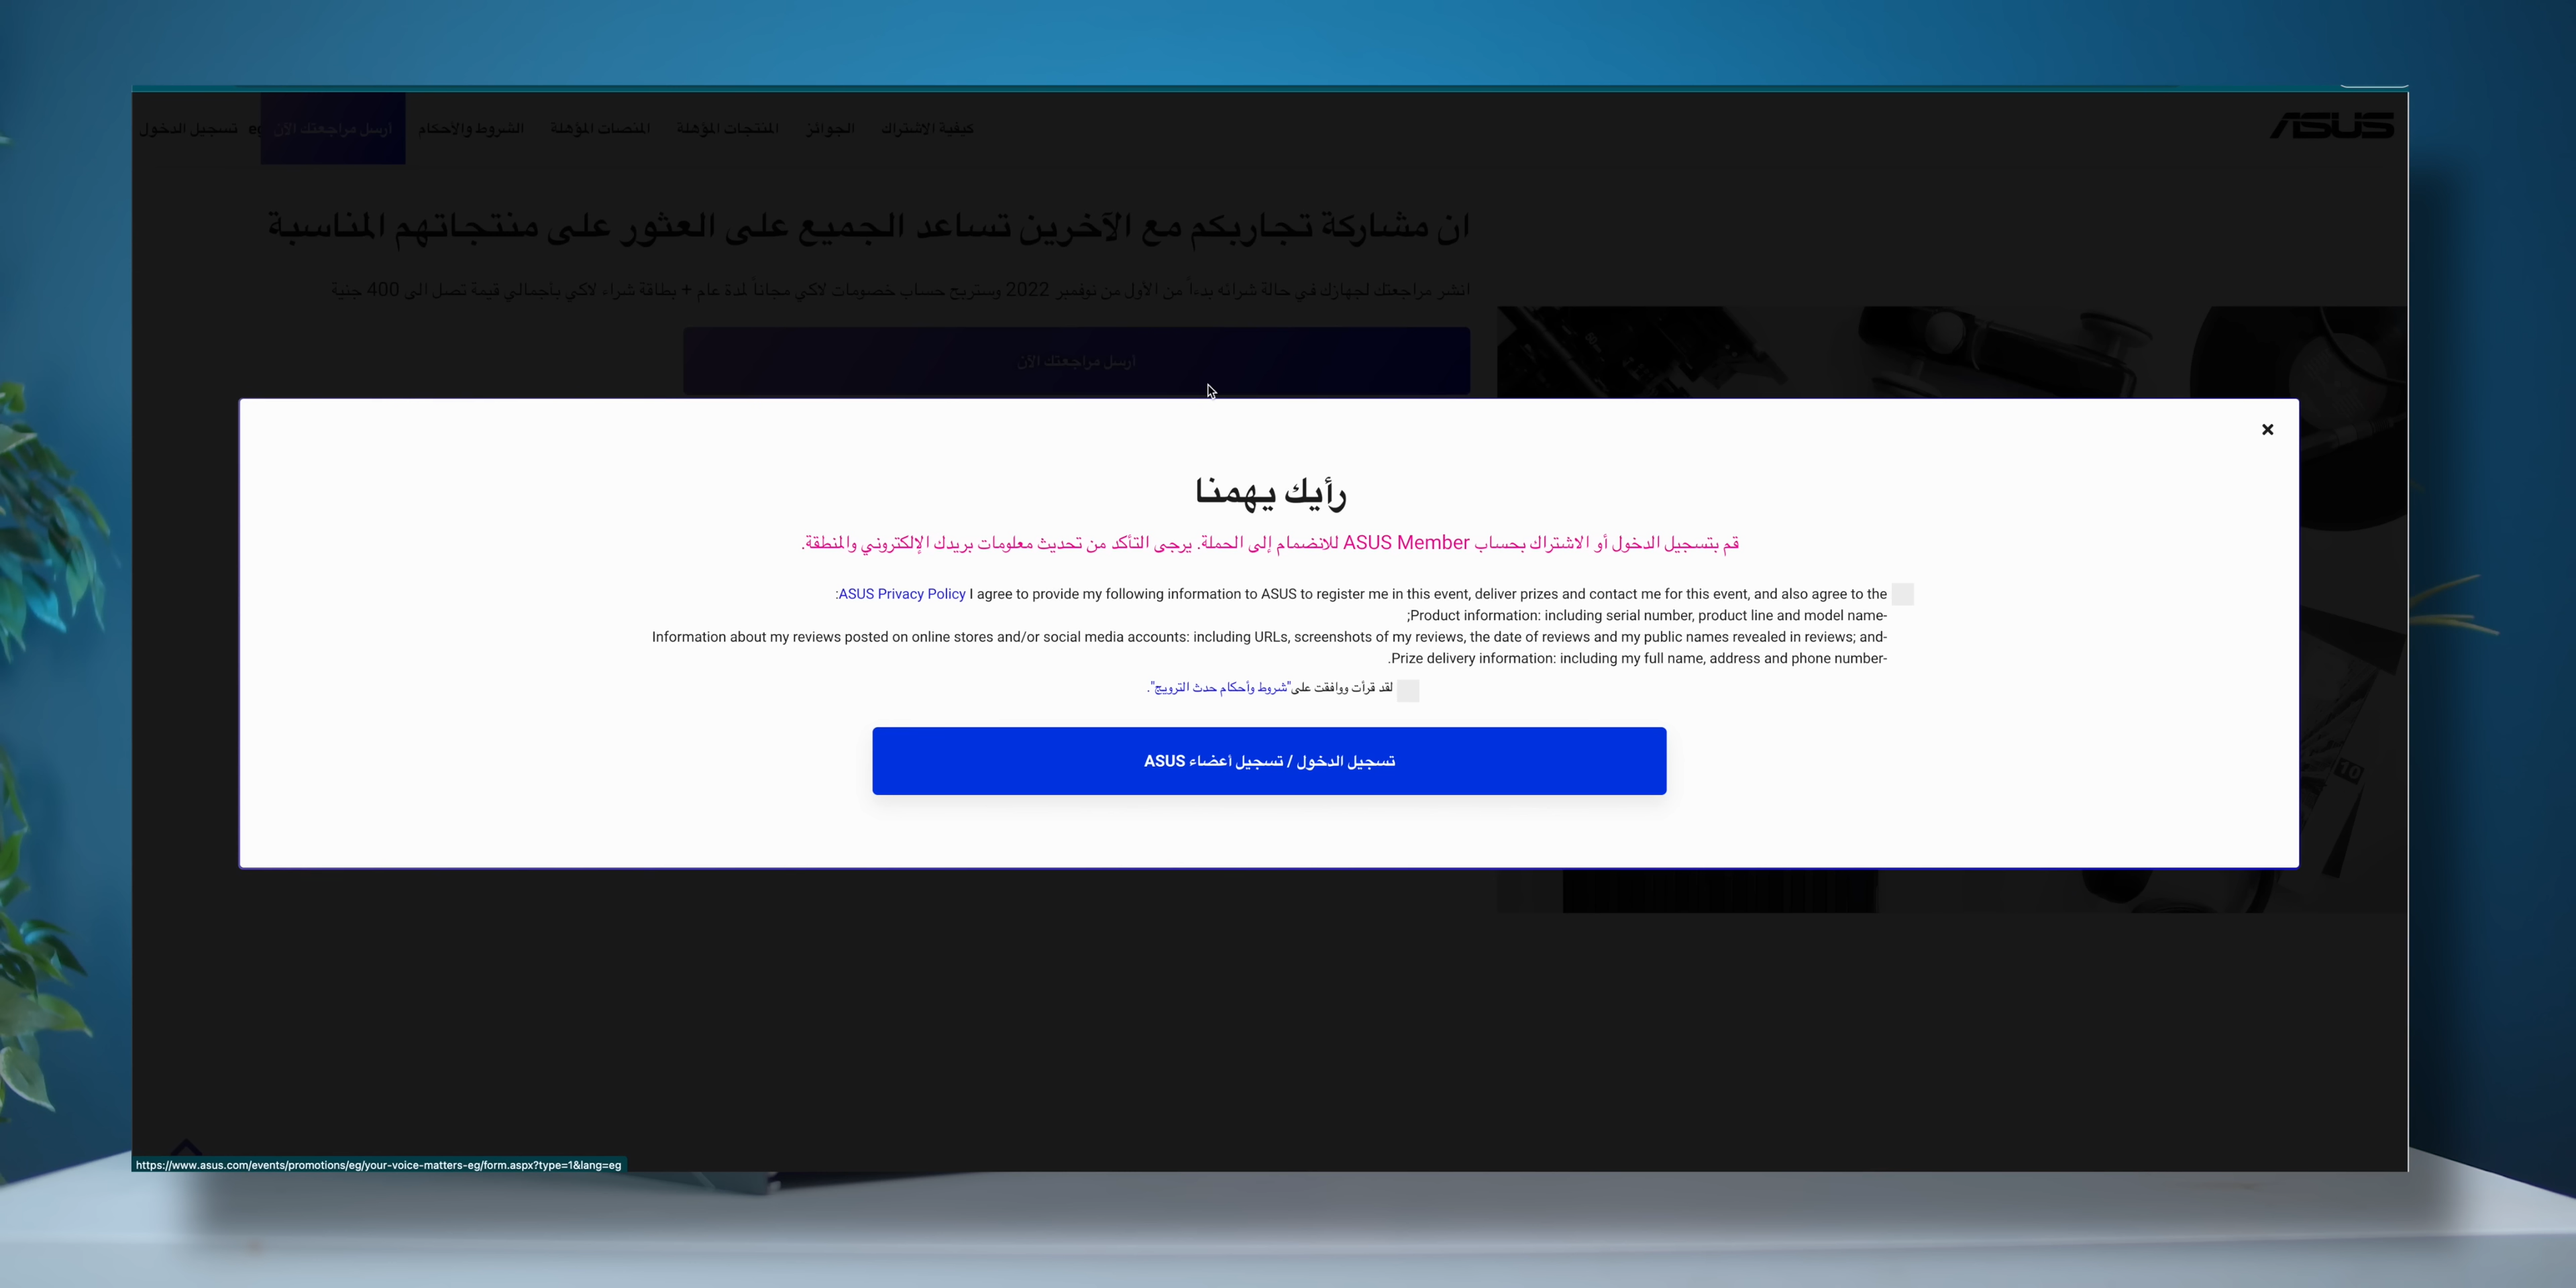 ASUS
كيفية الاشتراك
الجوائز
المنتجات المؤهلة
المنصات المؤهلة
الشروط والأحكام
ارسل مراجعتك الآن
eg
تسجيل الدخول
ان مشاركة تجاربكم مع الآخرين تساعد الجميع على العثور على منتجاتهم المناسبة
انشر مراجعتك لجهازك في حالة شرائه بدءاً من الأول من نوفمبر 2022 وستربح حساب خصومات لاكي مجاناً لمدة عام + بطاقة شراء لاكي بأجمالي قيمة تصل الى 400 جنية
ارسل مراجعتك الآن
رأيك يهمنا
قم بتسجيل الدخول أو الاشتراك بحساب ASUS Member للانضمام إلى الحملة. يرجى التأكد من تحديث معلومات بريدك الإلكتروني والمنطقة.
:ASUS Privacy Policy I agree to provide my following information to ASUS to register me in this event, deliver prizes and contact me for this event, and also agree to the
;Product information: including serial number, product line and model name-
Information about my reviews posted on online stores and/or social media accounts: including URLs, screenshots of my reviews, the date of reviews and my public names revealed in reviews; and-
.Prize delivery information: including my full name, address and phone number-
لقد قرأت ووافقت على"شروط وأحكام حدث الترويج".
تسجيل الدخول / تسجيل أعضاء ASUS
10
https://www.asus.com/events/promotions/eg/your-voice-matters-eg/form.aspx?type=1&lang=eg